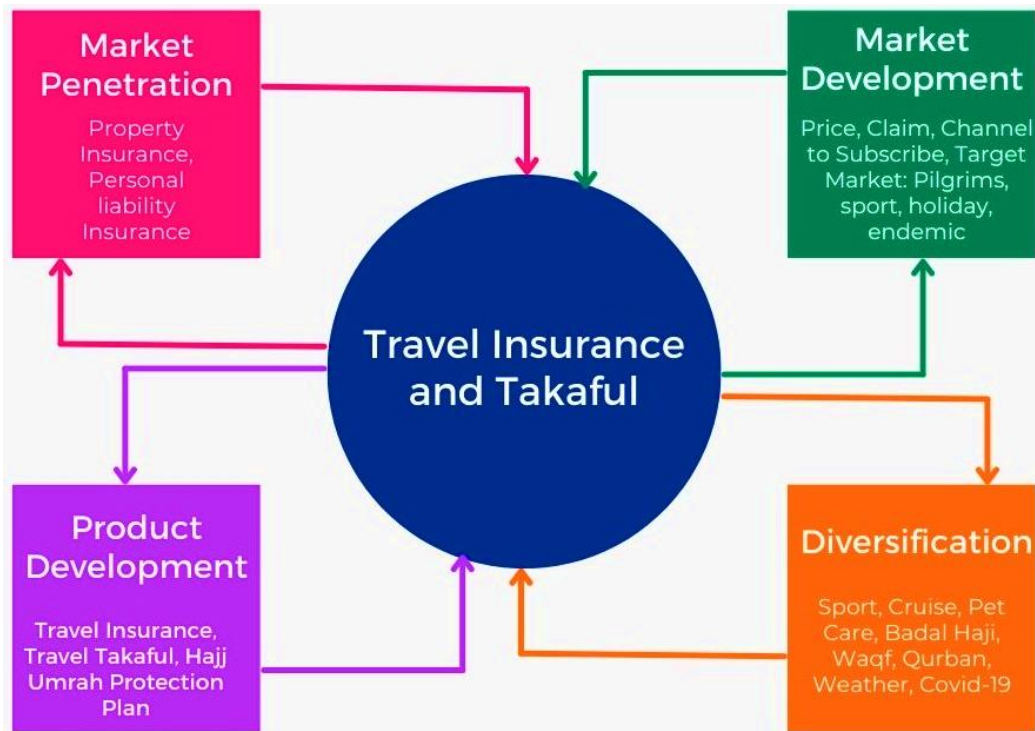 Market
Penetration
Property
Insurance,
Personal
liability
Insurance
Market
Development
Price, Claim, Channel
to Subscribe, Target
Market: Pilgrims,
sport, holiday,
endemic
Travel Insurance
and Takaful
Product
Development
Travel Insurance,
Travel Takaful, Hajj
Umrah Protection
Plan
Diversification
Sport, Cruise, Pet
Care, Badal Haji,
Waqf, Qurban,
Weather, Covid-19